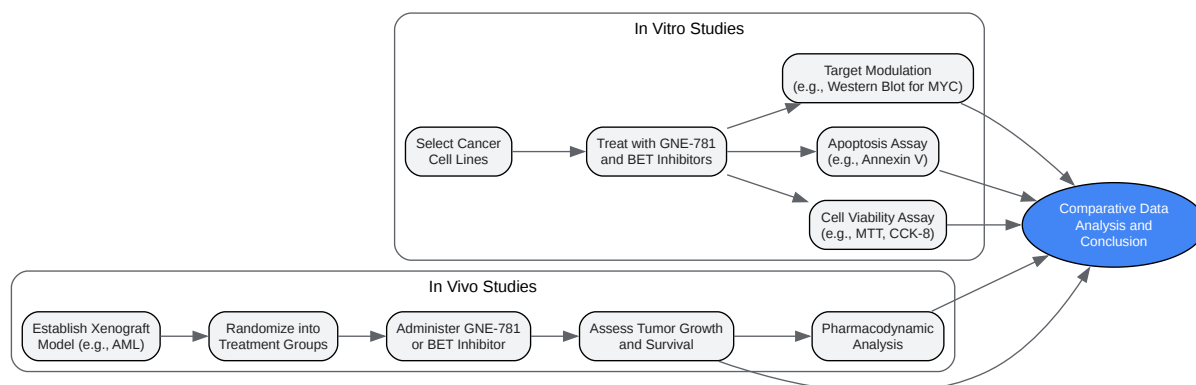 In Vitro Studies
Target Modulation
(e.g., Western Blot for MYC)
Select Cancer
Cell Lines
Treat with GNE-781
and BET Inhibitors
Apoptosis Assay
(e.g., Annexin V)
Cell Viability Assay
(e.g., MTT, CCK-8)
Comparative Data
Analysis and
Conclusion
In Vivo Studies
Establish Xenograft
Model (e.g., AML)
Randomize into
Treatment Groups
Administer GNE-781
or BET Inhibitor
Assess Tumor Growth
and Survival
Pharmacodynamic
Analysis